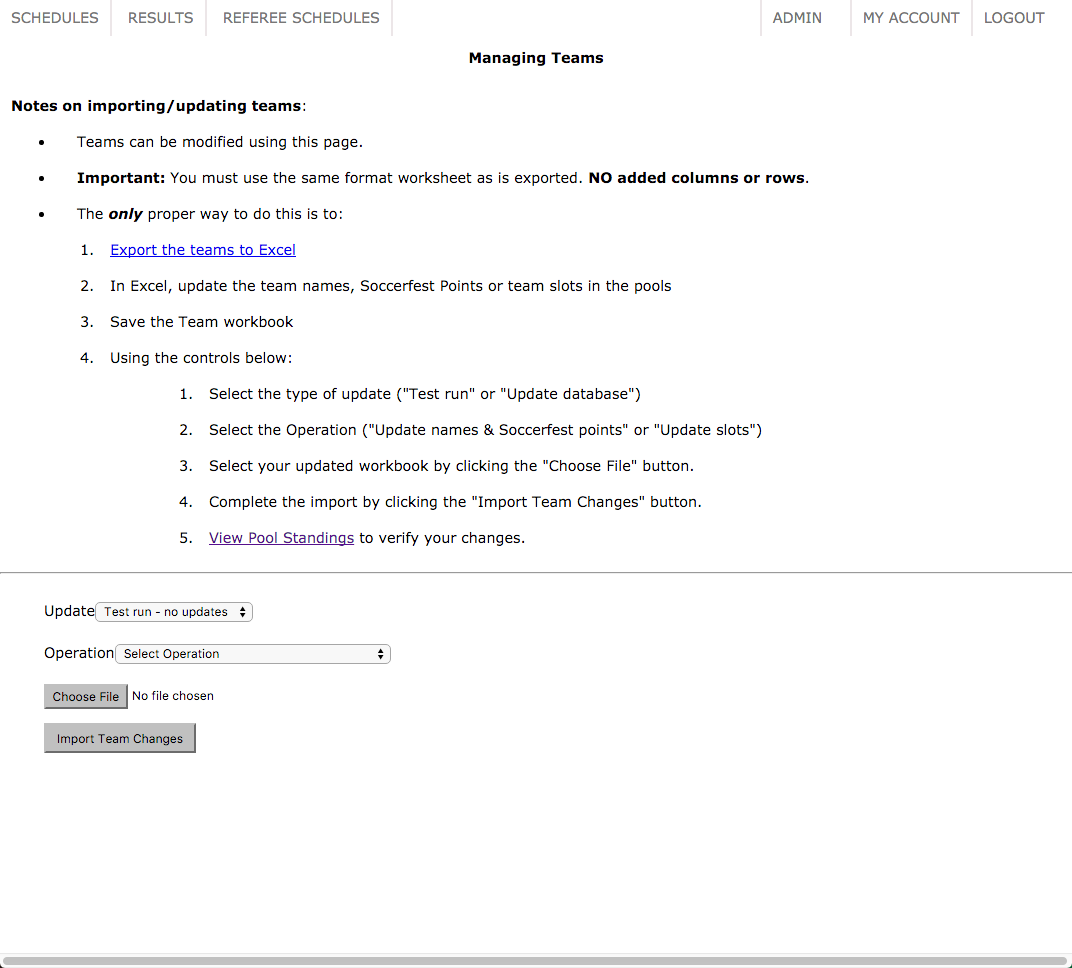 SCHEDULES RESULTS REFEREE SCHEDULES ADMIN MY ACCOUNT LOGOUT
Managing Teams
Notes on importing/updating teams:
• Teams can be modified using this page.
• Important: You must use the same format worksheet as is exported. NO added columns or rows.
• The only proper way to do this is to:
1. Export the teams to Excel
2. In Excel, update the team names, Soccerfest Points or team slots in the pools
3. Save the Team workbook
4. Using the controls below:
1. Select the type of update ("Test run" or "Update database")
2. Select the Operation ("Update names & Soccerfest points" or "Update slots")
3. Select your updated workbook by clicking the "Choose File" button.
4. Complete the import by clicking the "Import Team Changes" button.
5. View Pool Standings to verify your changes.
Update Test run - no updates
Operation Select Operation
Choose File No file chosen
Import Team Changes